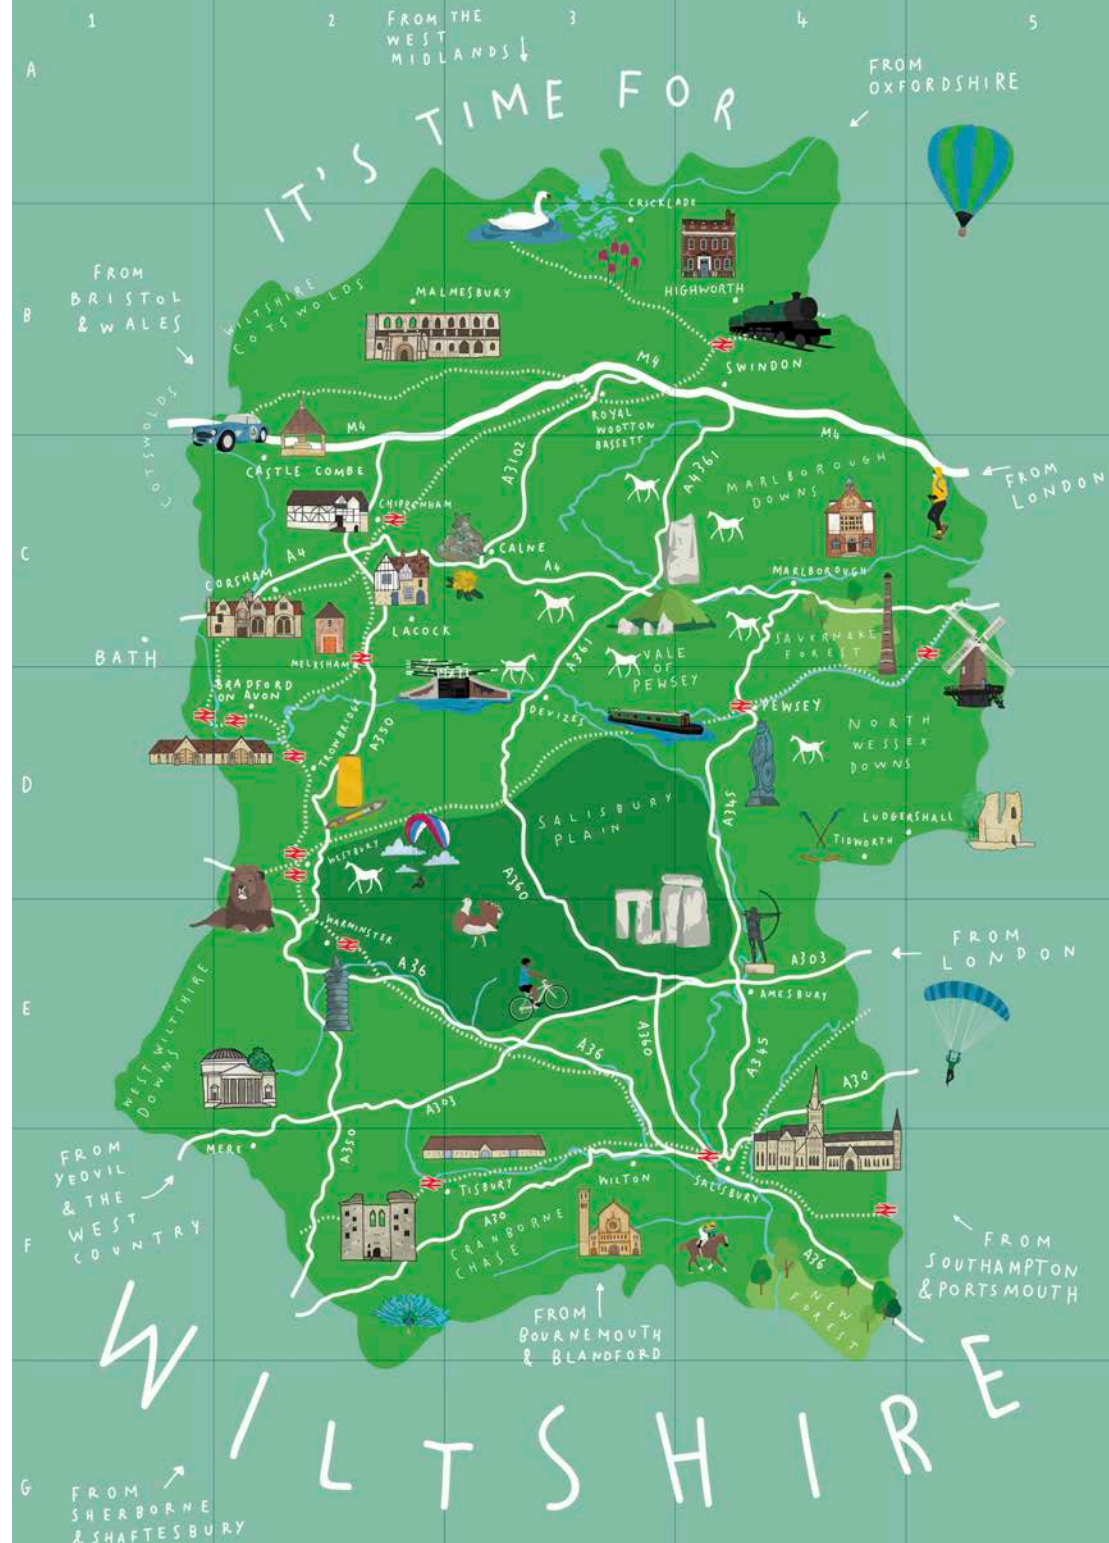 1
2
3
4
5
A
B
C
D
E
F
G
FROM THE
WEST
MIDLANDS
FROM
OXFORDSHIRE
IT'S TIME FOR
CRICKLADE
HIGHWORTH
FROM
BRISTOL
& WALES
WILTSHIRE
COTSWOLDS
MALMESBURY
M4
SWINDON
COTSWOLDS
M4
ROYAL
WOOTTON
BASSETT
M4
CASTLE COMBE
A3102
A4361
MARLBOROUGH
DOWNS
FROM
LONDON
CHIPPENHAM
CALNE
A4
A4
MARLBOROUGH
CORSHAM
LACOCK
A361
SAVERNAKE
FOREST
BATH
MELKSHAM
VALE
OF
PEWSEY
BRADFORD
ON AVON
DEVIZES
PEWSEY
TROWBRIDGE
A350
NORTH
WESSEX
DOWNS
SALISBURY
PLAIN
A345
LUDGERSHALL
TIDWORTH
WESTBURY
A360
WARMINSTER
A36
A303
FROM
LONDON
AMESBURY
WEST WILTSHIRE
DOWNS
A36
A360
A345
A30
A303
MERE
A350
FROM
YEOVIL
& THE
WEST
COUNTRY
TISBURY
WILTON
SALISBURY
A30
CRANBORNE
CHASE
A36
NEW
FOREST
FROM
SOUTHAMPTON
& PORTSMOUTH
FROM
BOURNEMOUTH
& BLANDFORD
WILTSHIRE
FROM
SHERBORNE
& SHAFTESBURY